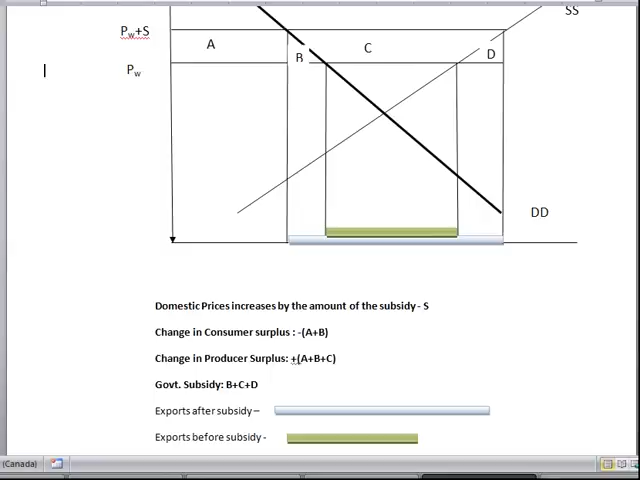 SS
Pw+S
A
B
C
D
Pw
DD
Domestic Prices increases by the amount of the subsidy - S
Change in Consumer surplus : -(A+B)
Change in Producer Surplus: +(A+B+C)
Govt. Subsidy: B+C+D
Exports after subsidy –
Exports before subsidy -
(Canada)